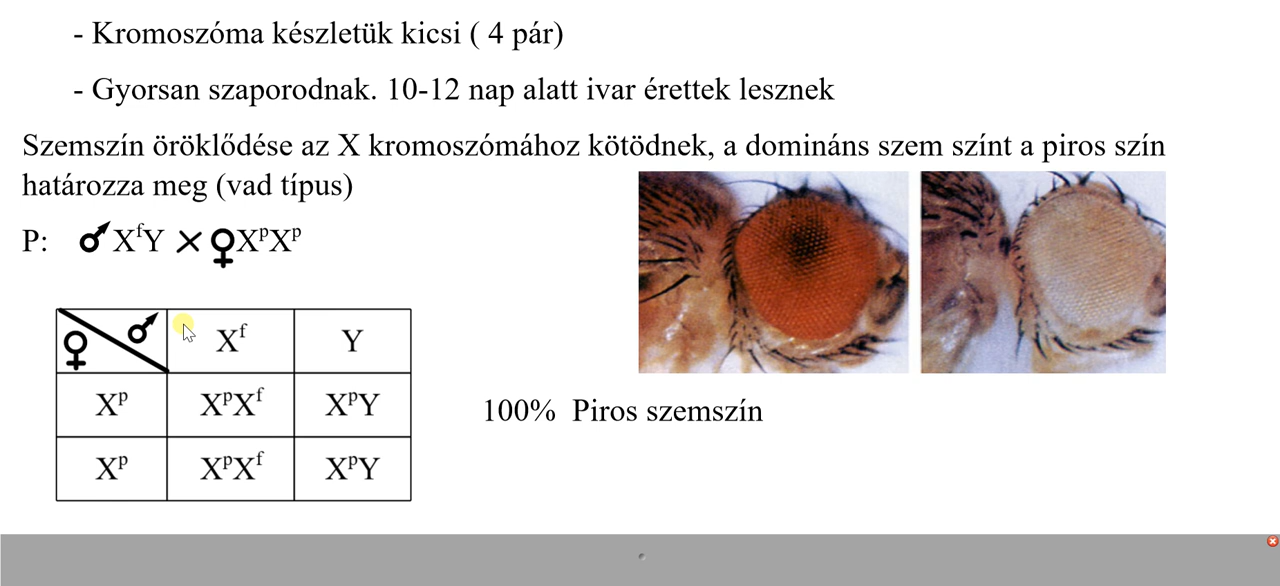 - Kromoszóma készletük kicsi ( 4 pár)
- Gyorsan szaporodnak. 10-12 nap alatt ivar érettek lesznek
Szemszín öröklődése az X kromoszómához kötödnek, a domináns szem színt a piros szín
határozza meg (vad típus)
P: ♂XᶠY × ♀XᵖXᵖ
♀ ♂ Xᶠ Y
Xᵖ XᵖXᶠ XᵖY
Xᵖ XᵖXᶠ XᵖY
100% Piros szemszín